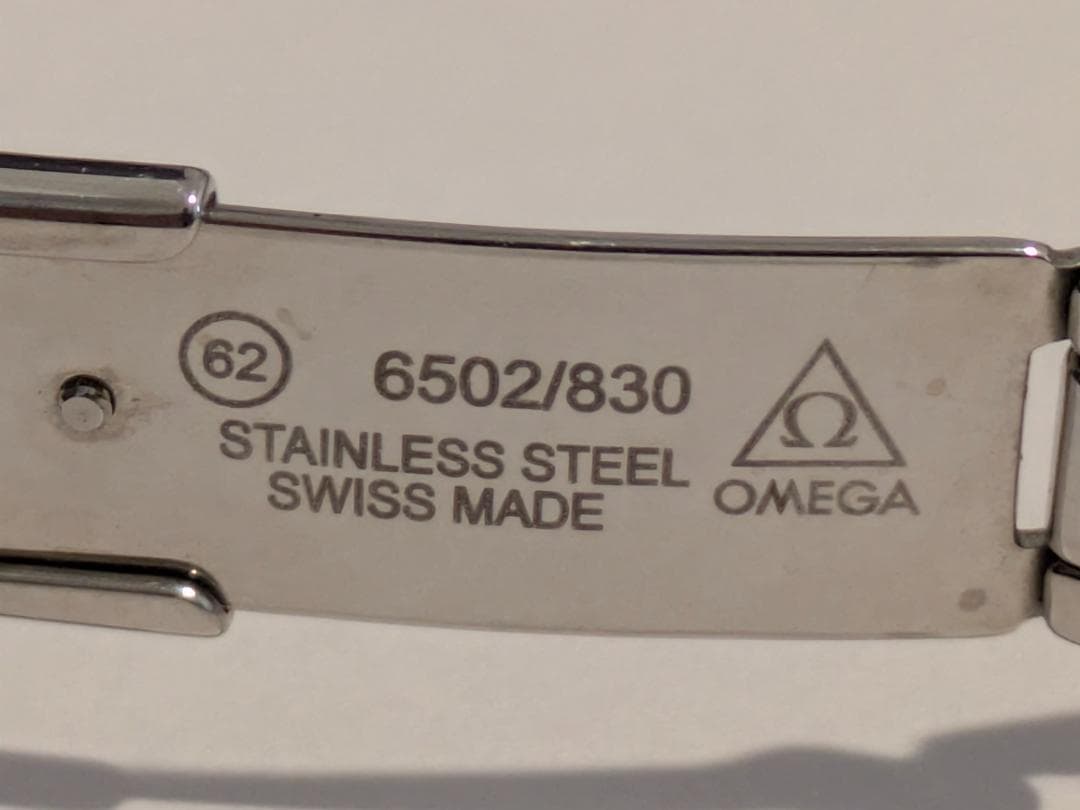 62 6502/830
STAINLESS STEEL
SWISS MADE
Ω
OMEGA